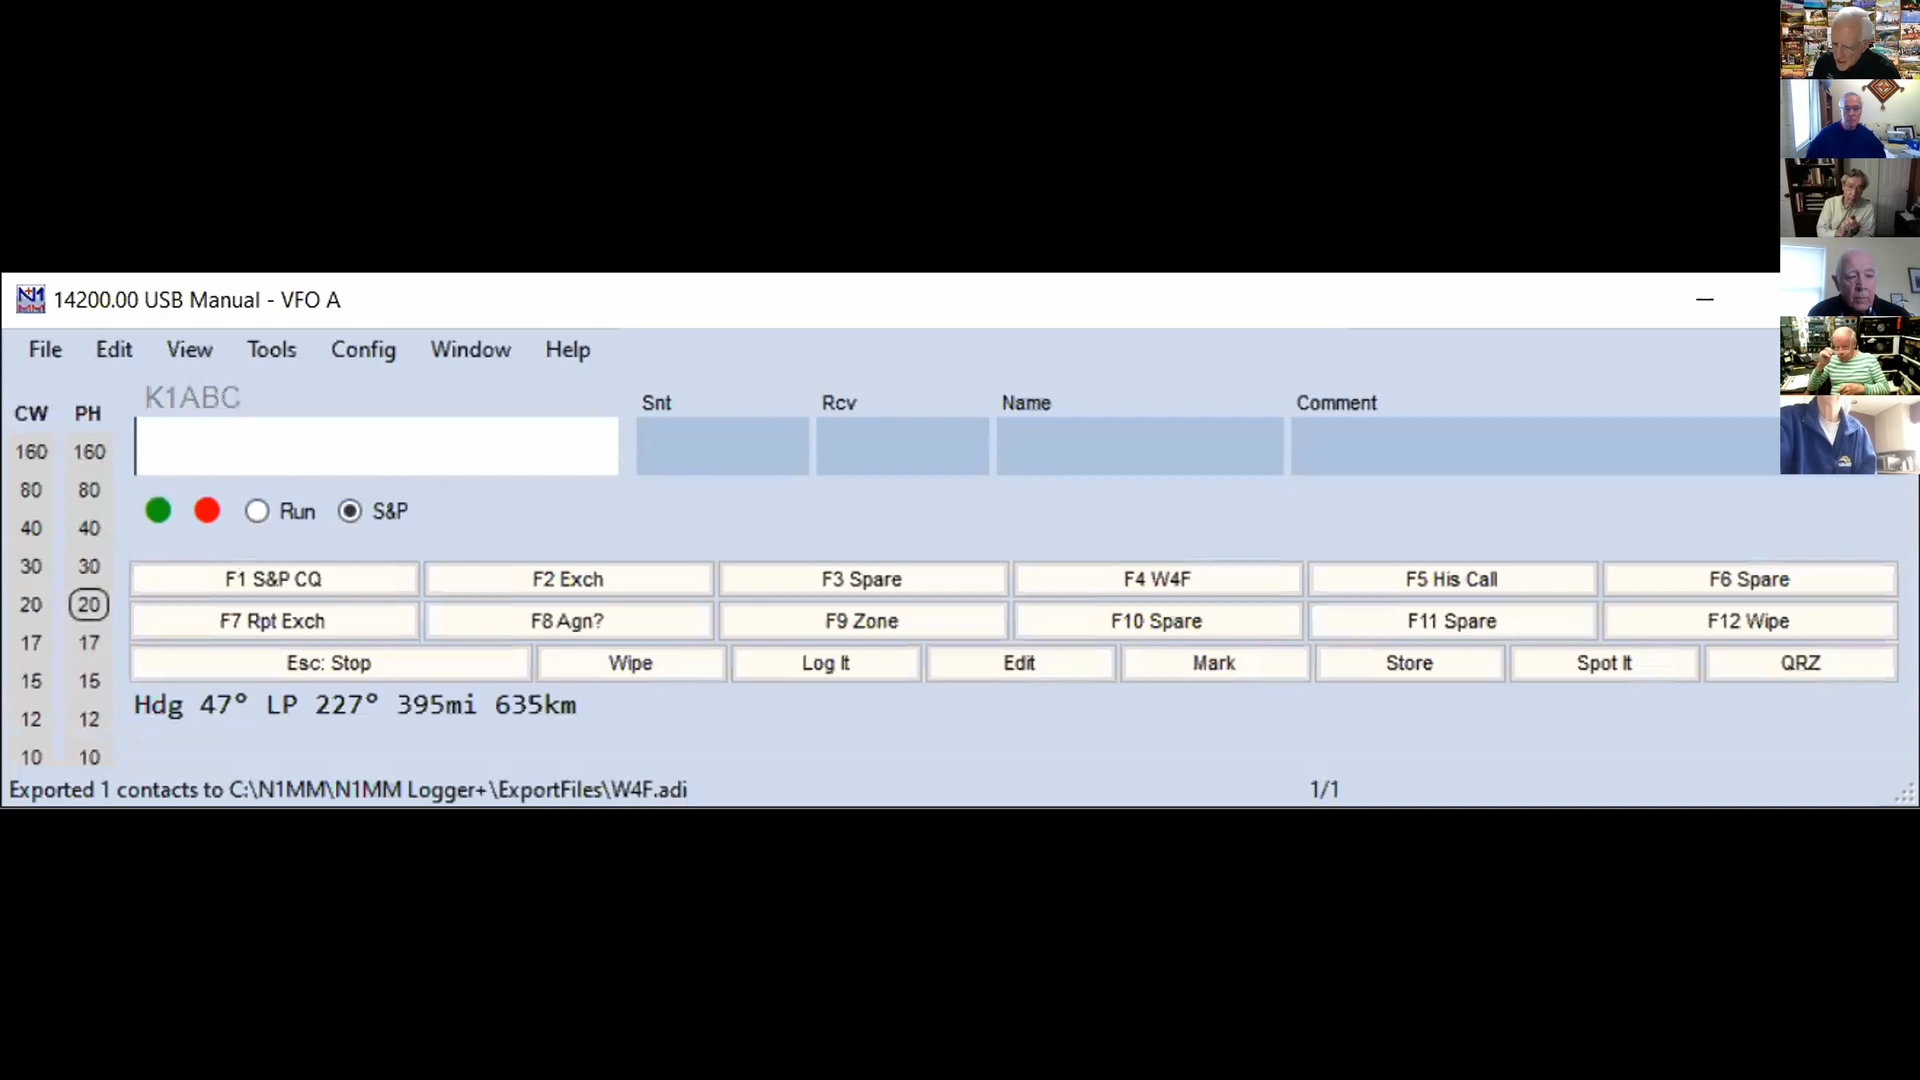 N1MM 14200.00 USB Manual - VFO A
File Edit View Tools Config Window Help
K1ABC
CW PH Snt Rcv Name Comment
160 160
80 80
40 40
Run S&P
30 30
F1 S&P CQ F2 Exch F3 Spare F4 W4F F5 His Call F6 Spare
20 20
F7 Rpt Exch F8 Agn? F9 Zone F10 Spare F11 Spare F12 Wipe
17 17
Esc: Stop Wipe Log It Edit Mark Store Spot It QRZ
15 15
Hdg 47° LP 227° 395mi 635km
12 12
10 10
Exported 1 contacts to C:\N1MM\N1MM Logger+\ExportFiles\W4F.adi 1/1